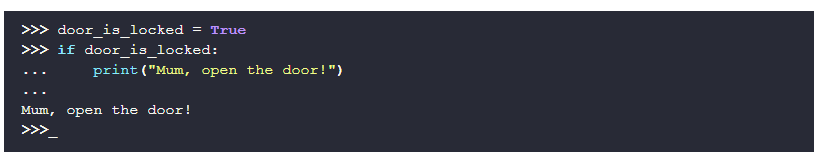 >>> door_is_locked = True
>>> if door_is_locked:
...     print("Mum, open the door!")
...
Mum, open the door!
>>>_